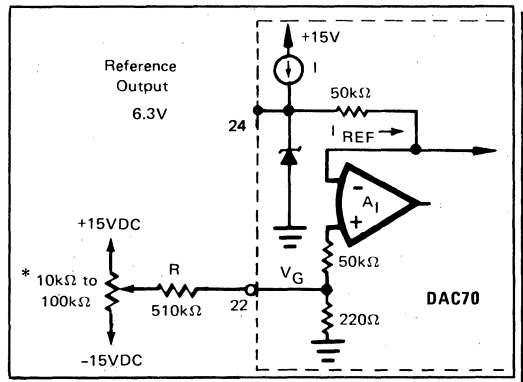 +15V
Reference
Output
6.3V
I
50kΩ
24
I REF
-
A1
+
+15VDC
* 10kΩ to
100kΩ
R
510kΩ
22
VG
50kΩ
220Ω
DAC70
-15VDC